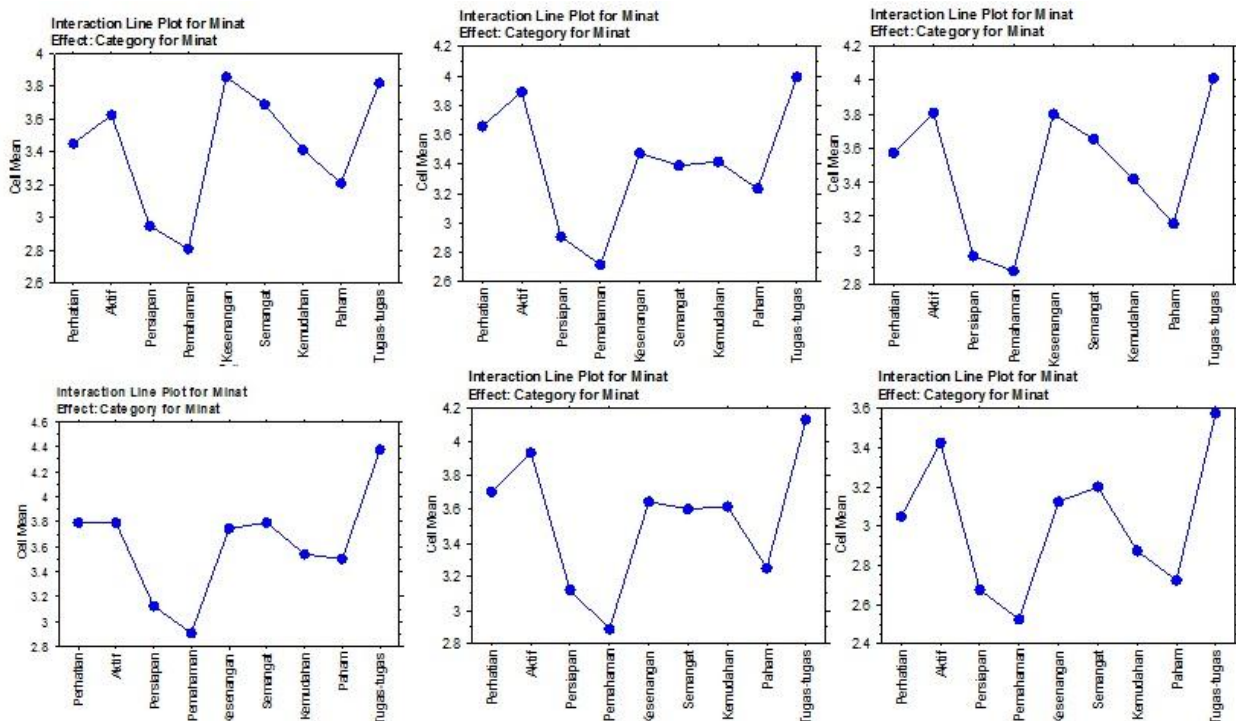 Interaction Line Plot for Minat
Effect: Category for Minat
4
3.8
3.6
3.4
3.2
3
2.8
2.6
Cell Mean
Perhatian
Aktif
Persiapan
Pemahaman
Kesenangan
Semangat
Kemudahan
Paham
Tugas-tugas
Interaction Line Plot for Minat
Effect: Category for Minat
4.2
4
3.8
3.6
3.4
3.2
3
2.8
2.6
Cell Mean
Perhatian
Aktif
Persiapan
Pemahaman
Kesenangan
Semangat
Kemudahan
Paham
Tugas-tugas
Interaction Line Plot for Minat
Effect: Category for Minat
4.2
4
3.8
3.6
3.4
3.2
3
2.8
Cell Mean
Perhatian
Aktif
Persiapan
Pemahaman
Kesenangan
Semangat
Kemudahan
Paham
Tugas-tugas
Interaction Line Plot for Minat
Effect: Category for Minat
4.6
4.4
4.2
4
3.8
3.6
3.4
3.2
3
2.8
Cell Mean
Perhatian
Aktif
Persiapan
Pemahaman
Kesenangan
Semangat
Kemudahan
Paham
Tugas-tugas
Interaction Line Plot for Minat
Effect: Category for Minat
4.2
4
3.8
3.6
3.4
3.2
3
2.8
Cell Mean
Perhatian
Aktif
Persiapan
Pemahaman
Kesenangan
Semangat
Kemudahan
Paham
Tugas-tugas
Interaction Line Plot for Minat
Effect: Category for Minat
3.6
3.4
3.2
3
2.8
2.6
2.4
Cell Mean
Perhatian
Aktif
Persiapan
Pemahaman
Kesenangan
Semangat
Kemudahan
Paham
Tugas-tugas